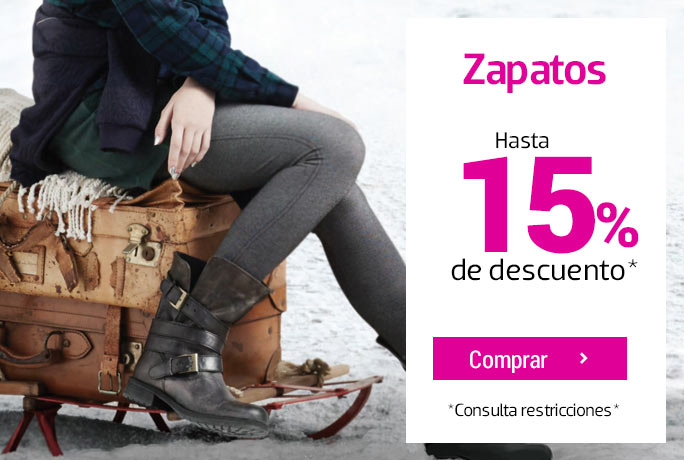 Zapatos
Hasta
15%
de descuento*
Comprar >
*Consulta restricciones*